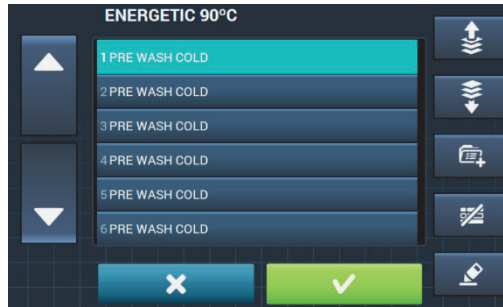 ENERGETIC 90ºC
1 PRE WASH COLD
2 PRE WASH COLD
3 PRE WASH COLD
4 PRE WASH COLD
5 PRE WASH COLD
6 PRE WASH COLD